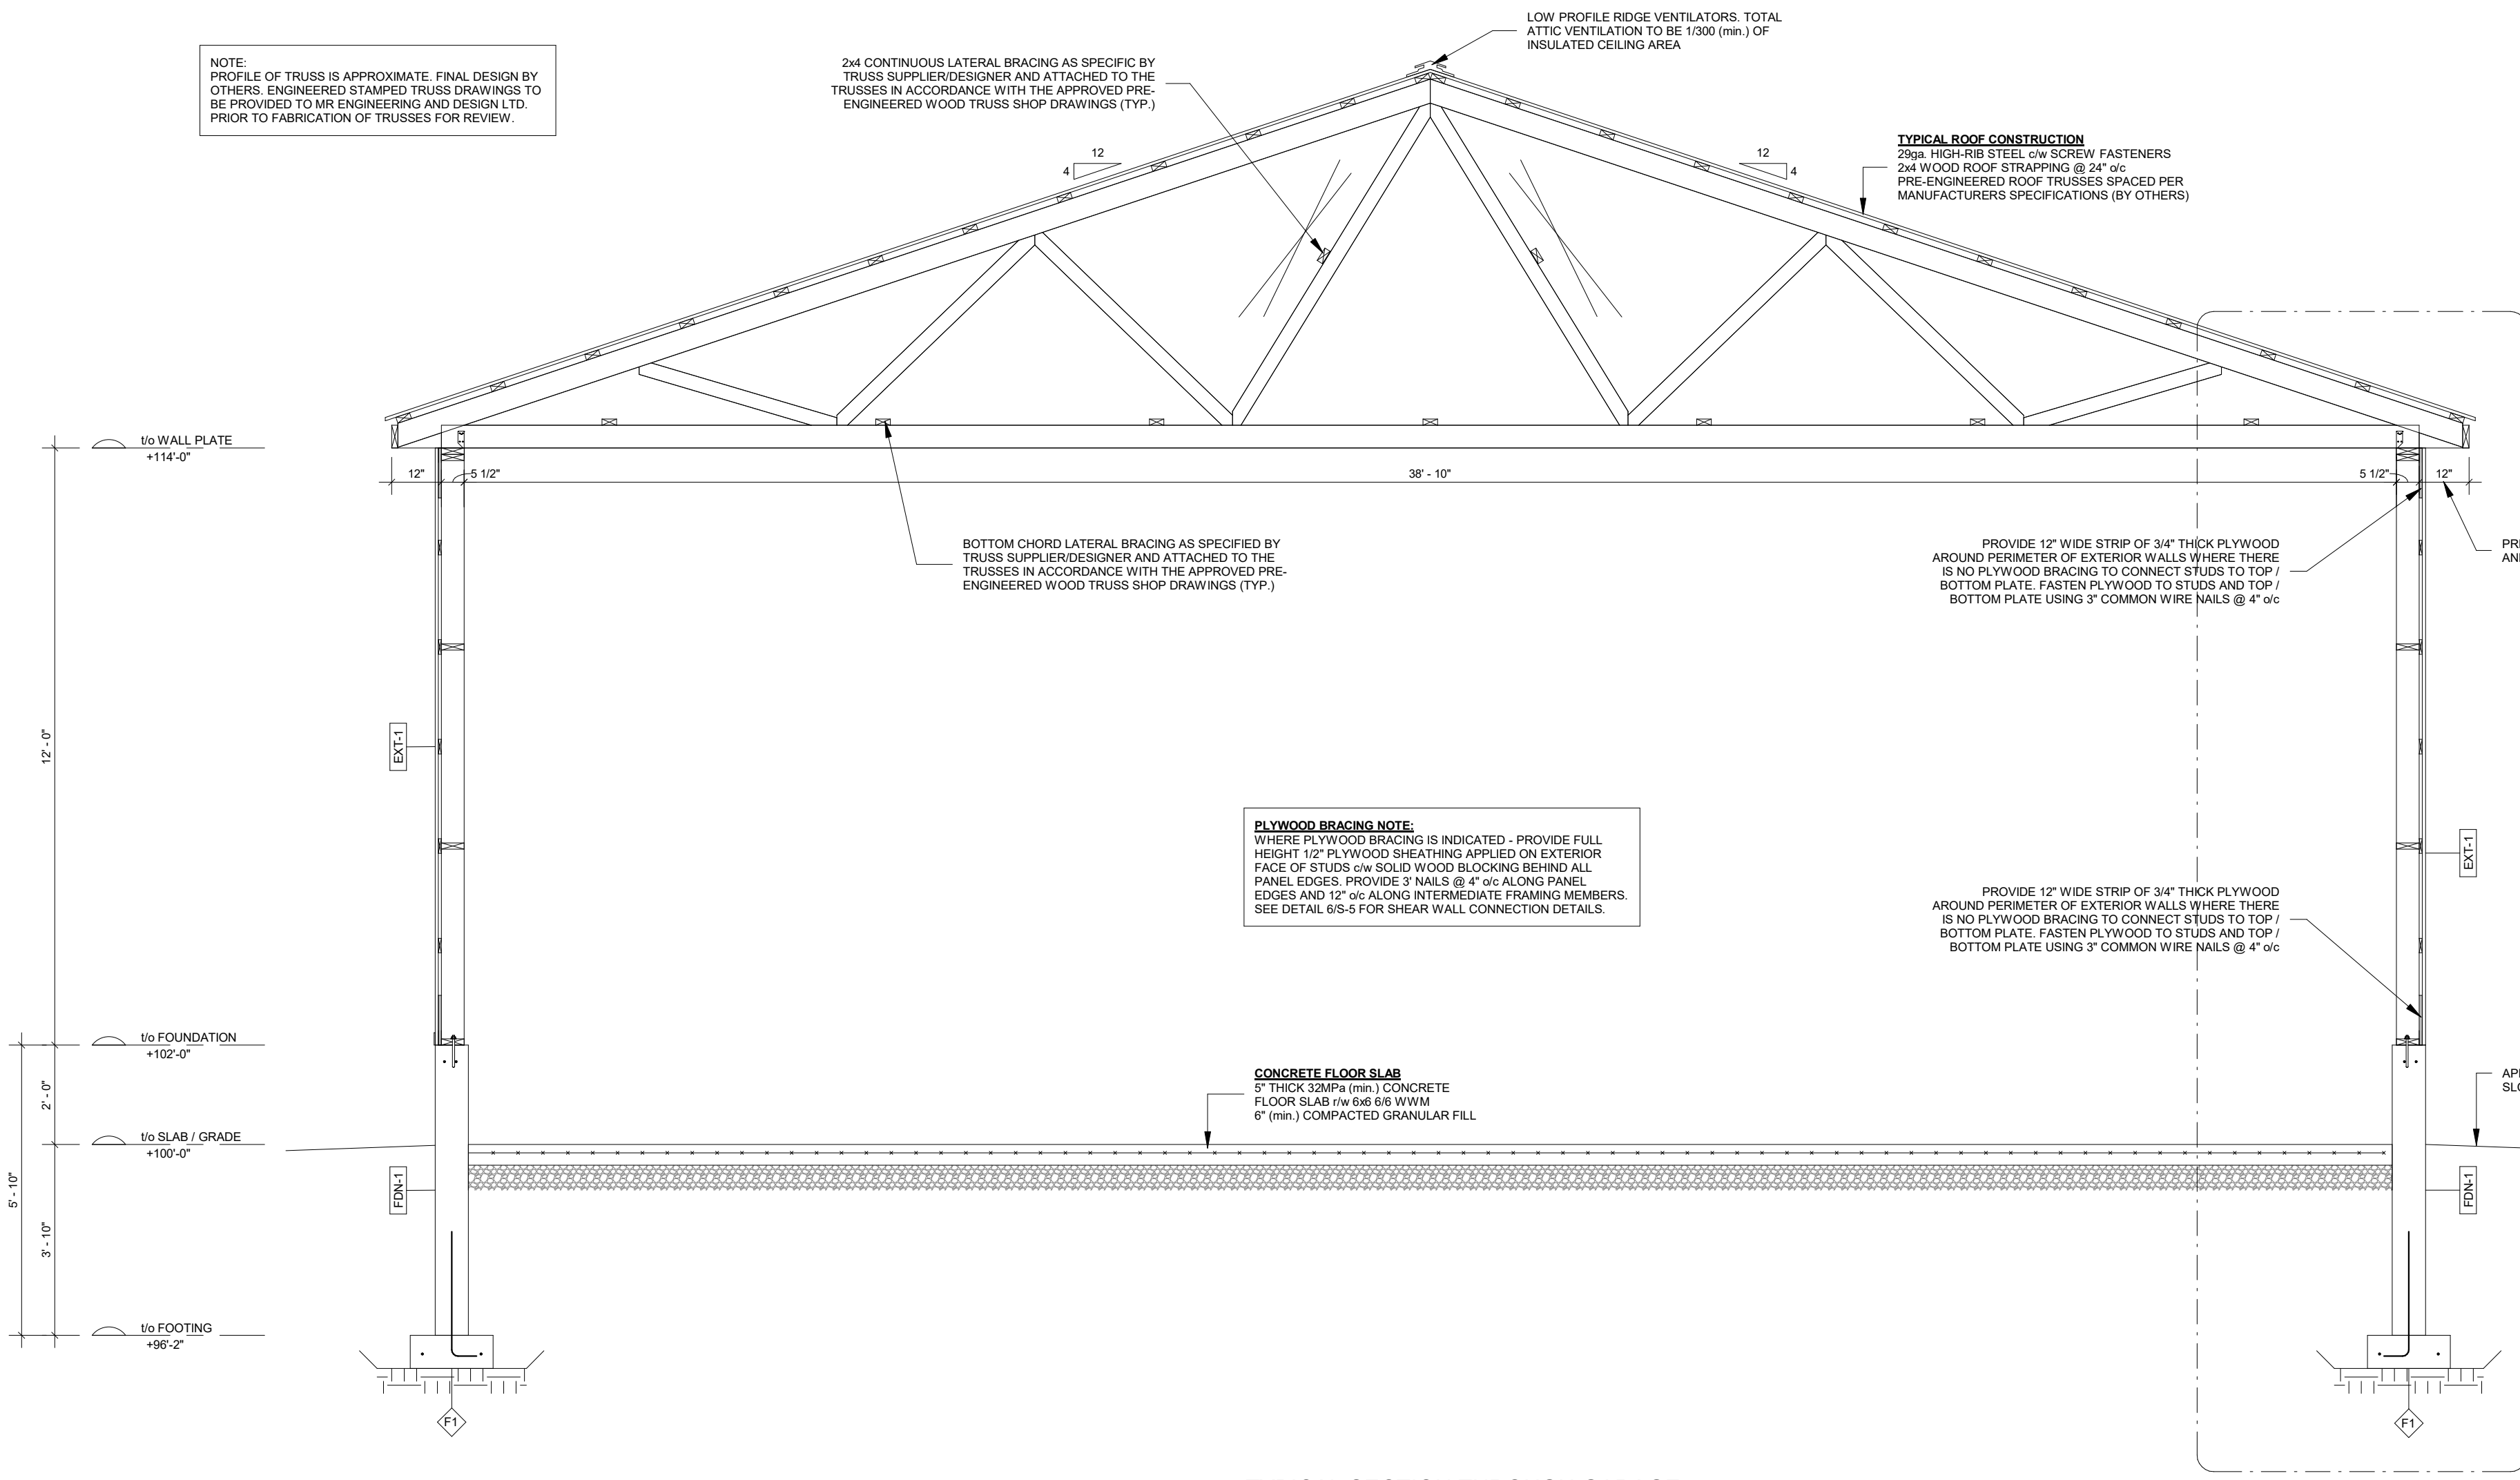 LOW PROFILE RIDGE VENTILATORS. TOTAL
ATTIC VENTILATION TO BE 1/300 (min.) OF
INSULATED CEILING AREA
NOTE:
PROFILE OF TRUSS IS APPROXIMATE. FINAL DESIGN BY
OTHERS. ENGINEERED STAMPED TRUSS DRAWINGS TO
BE PROVIDED TO MR ENGINEERING AND DESIGN LTD.
PRIOR TO FABRICATION OF TRUSSES FOR REVIEW.
2x4 CONTINUOUS LATERAL BRACING AS SPECIFIC BY
TRUSS SUPPLIER/DESIGNER AND ATTACHED TO THE
TRUSSES IN ACCORDANCE WITH THE APPROVED PRE-
ENGINEERED WOOD TRUSS SHOP DRAWINGS (TYP.)
12
4
12
4
TYPICAL ROOF CONSTRUCTION
29ga. HIGH-RIB STEEL c/w SCREW FASTENERS
2x4 WOOD ROOF STRAPPING @ 24" o/c
PRE-ENGINEERED ROOF TRUSSES SPACED PER
MANUFACTURERS SPECIFICATIONS (BY OTHERS)
t/o WALL PLATE
+114'-0"
12"
5 1/2"
38' - 10"
5 1/2"
12"
BOTTOM CHORD LATERAL BRACING AS SPECIFIED BY
TRUSS SUPPLIER/DESIGNER AND ATTACHED TO THE
TRUSSES IN ACCORDANCE WITH THE APPROVED PRE-
ENGINEERED WOOD TRUSS SHOP DRAWINGS (TYP.)
PROVIDE 12" WIDE STRIP OF 3/4" THICK PLYWOOD
AROUND PERIMETER OF EXTERIOR WALLS WHERE THERE
IS NO PLYWOOD BRACING TO CONNECT STUDS TO TOP /
BOTTOM PLATE. FASTEN PLYWOOD TO STUDS AND TOP /
BOTTOM PLATE USING 3" COMMON WIRE NAILS @ 4" o/c
12' - 0"
EXT-1
PLYWOOD BRACING NOTE:
WHERE PLYWOOD BRACING IS INDICATED - PROVIDE FULL
HEIGHT 1/2" PLYWOOD SHEATHING APPLIED ON EXTERIOR
FACE OF STUDS c/w SOLID WOOD BLOCKING BEHIND ALL
PANEL EDGES. PROVIDE 3' NAILS @ 4" o/c ALONG PANEL
EDGES AND 12" o/c ALONG INTERMEDIATE FRAMING MEMBERS.
SEE DETAIL 6/S-5 FOR SHEAR WALL CONNECTION DETAILS.
EXT-1
PROVIDE 12" WIDE STRIP OF 3/4" THICK PLYWOOD
AROUND PERIMETER OF EXTERIOR WALLS WHERE THERE
IS NO PLYWOOD BRACING TO CONNECT STUDS TO TOP /
BOTTOM PLATE. FASTEN PLYWOOD TO STUDS AND TOP /
BOTTOM PLATE USING 3" COMMON WIRE NAILS @ 4" o/c
t/o FOUNDATION
+102'-0"
2' - 0"
CONCRETE FLOOR SLAB
5" THICK 32MPa (min.) CONCRETE
FLOOR SLAB r/w 6x6 6/6 WWM
6" (min.) COMPACTED GRANULAR FILL
t/o SLAB / GRADE
+100'-0"
5' - 10"
3' - 10"
FDN-1
FDN-1
t/o FOOTING
+96'-2"
F1
F1